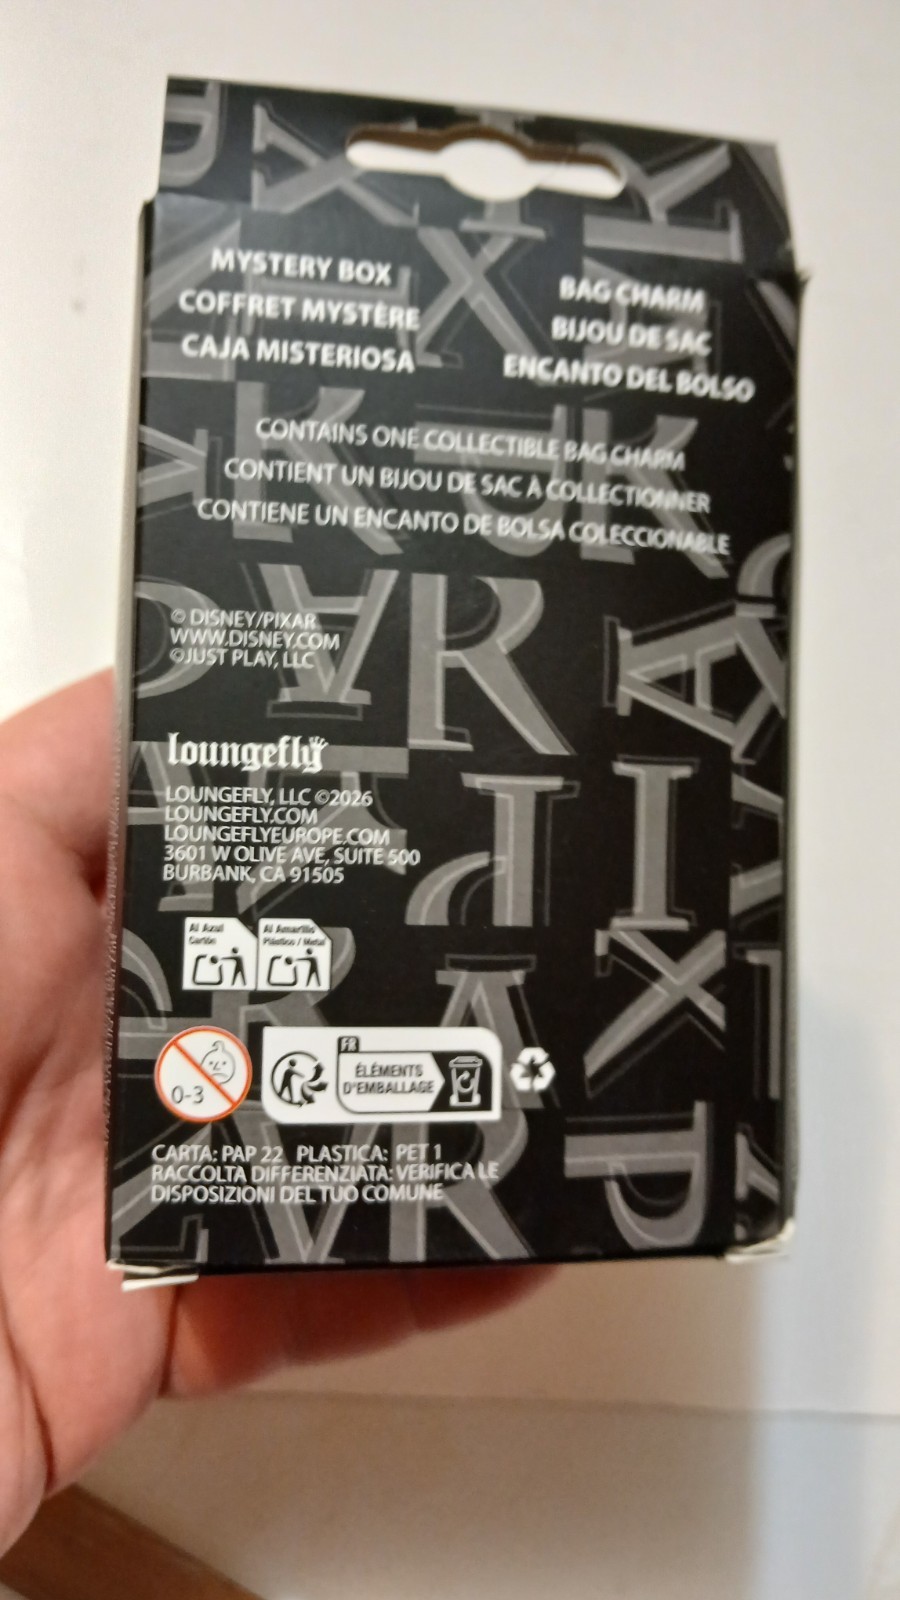 MYSTERY BOX
COFFRET MYSTÈRE
CAJA MISTERIOSA
BAG CHARM
BIJOU DE SAC
ENCANTO DEL BOLSO
CONTAINS ONE COLLECTIBLE BAG CHARM
CONTIENT UN BIJOU DE SAC À COLLECTIONNER
CONTIENE UN ENCANTO DE BOLSA COLECCIONABLE
© DISNEY/PIXAR
WWW.DISNEY.COM
©JUST PLAY, LLC
loungefly
LOUNGEFLY, LLC ©2026
LOUNGEFLY.COM
LOUNGEFLYEUROPE.COM
3601 W OLIVE AVE, SUITE 500
BURBANK, CA 91505
Al Azul
Cartón
Al Amarillo
Plástico / Metal
0-3
FR
ÉLÉMENTS
D'EMBALLAGE
CARTA: PAP 22 PLASTICA: PET 1
RACCOLTA DIFFERENZIATA: VERIFICA LE
DISPOSIZIONI DEL TUO COMUNE